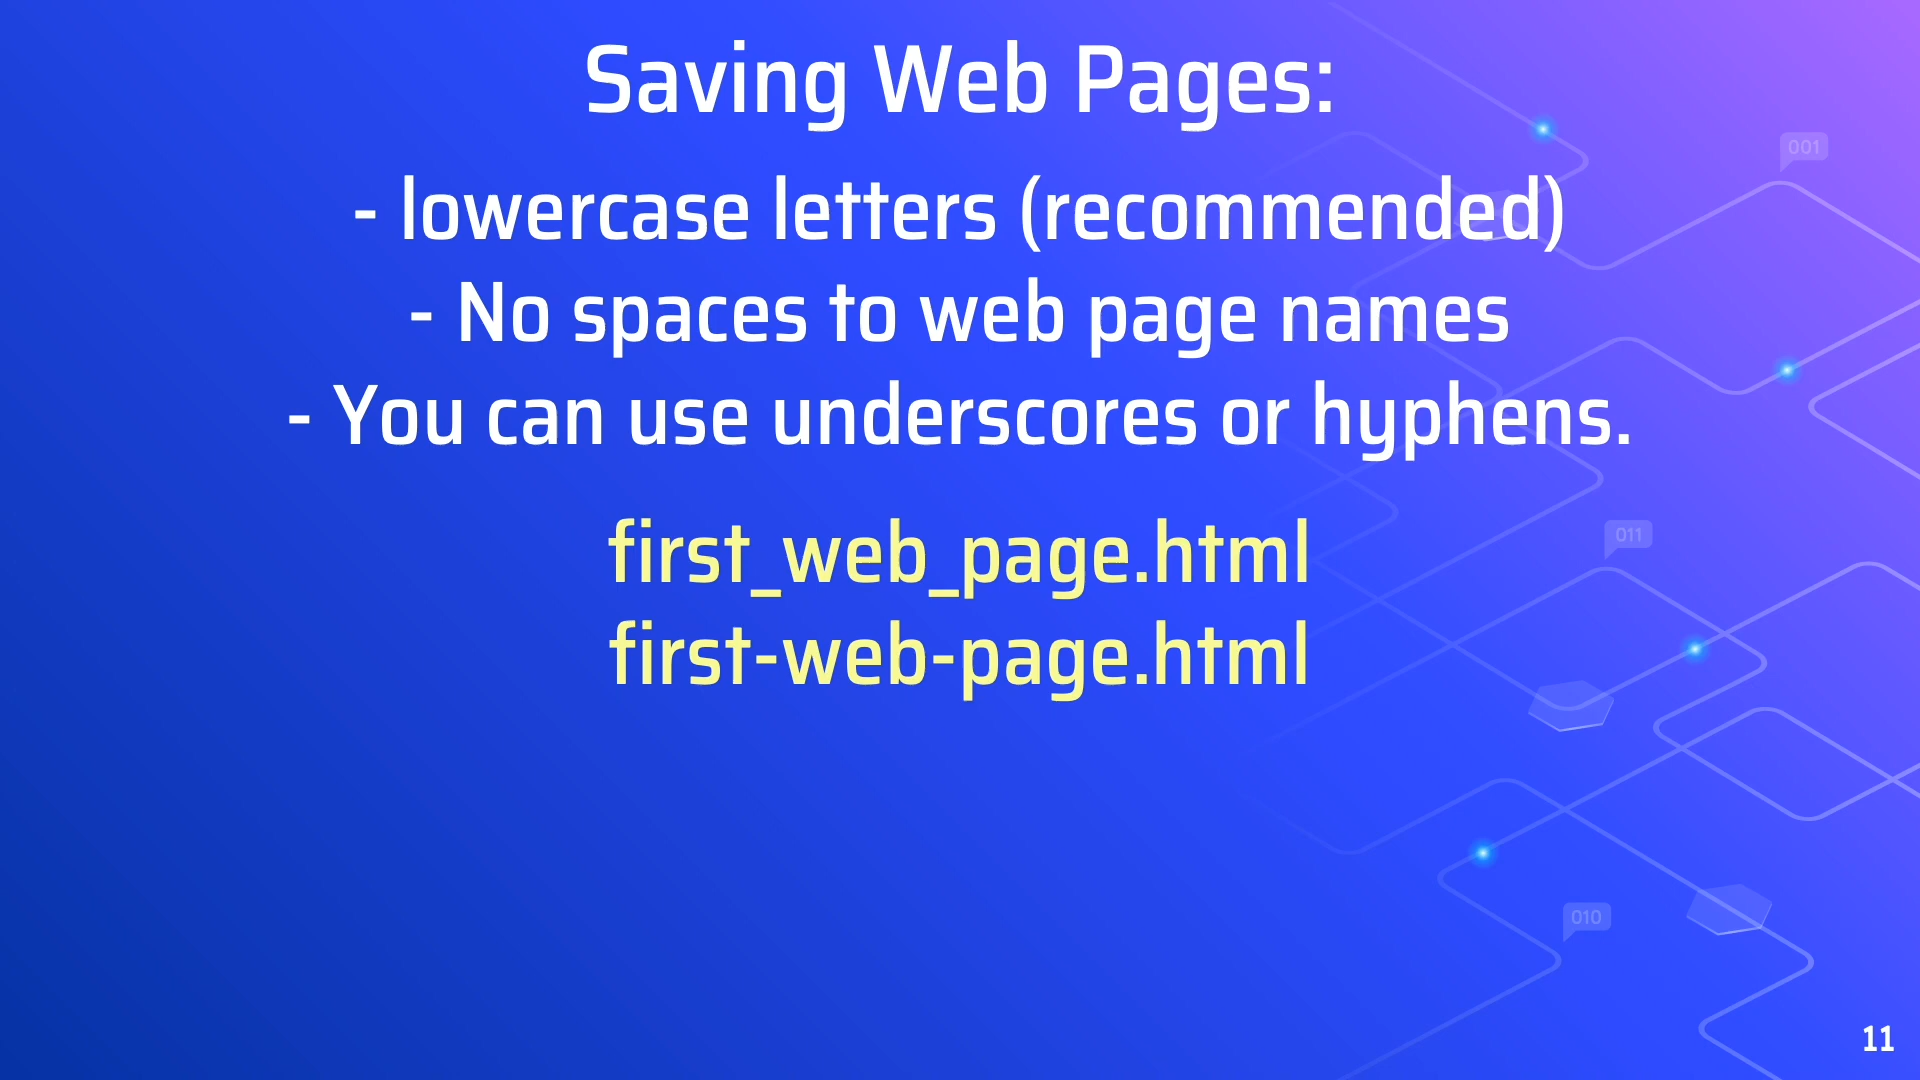 Saving Web Pages:
- lowercase letters (recommended)
- No spaces to web page names
- You can use underscores or hyphens.
first_web_page.html
first-web-page.html
001
011
010
11